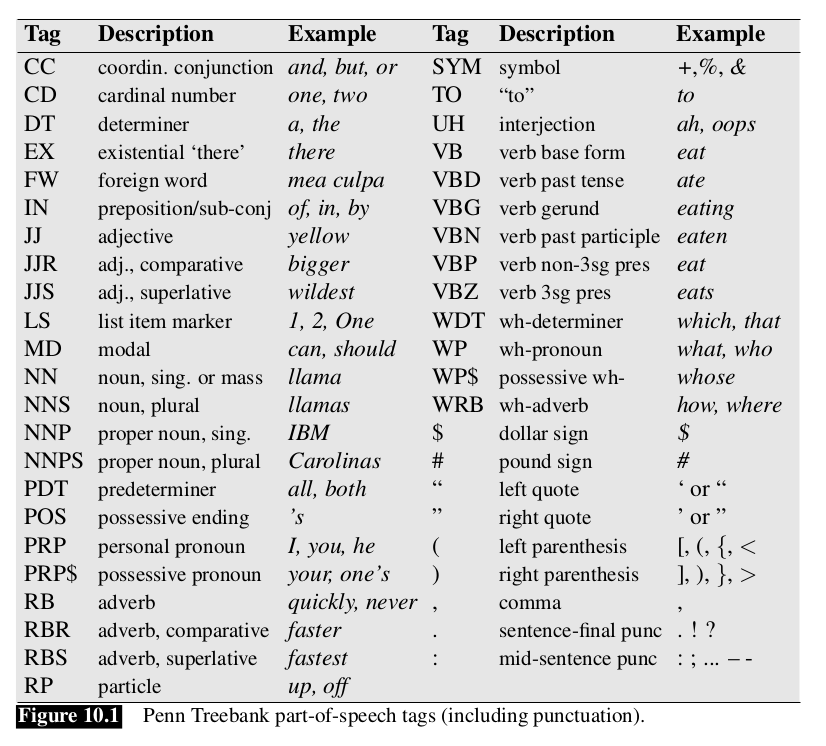 Tag Description Example Tag Description Example
CC coordin. conjunction and, but, or SYM symbol +,%, &
CD cardinal number one, two TO “to” to
DT determiner a, the UH interjection ah, oops
EX existential ‘there’ there VB verb base form eat
FW foreign word mea culpa VBD verb past tense ate
IN preposition/sub-conj of, in, by VBG verb gerund eating
JJ adjective yellow VBN verb past participle eaten
JJR adj., comparative bigger VBP verb non-3sg pres eat
JJS adj., superlative wildest VBZ verb 3sg pres eats
LS list item marker 1, 2, One WDT wh-determiner which, that
MD modal can, should WP wh-pronoun what, who
NN noun, sing. or mass llama WP$ possessive wh- whose
NNS noun, plural llamas WRB wh-adverb how, where
NNP proper noun, sing. IBM $ dollar sign $
NNPS proper noun, plural Carolinas # pound sign #
PDT predeterminer all, both “ left quote ‘ or “
POS possessive ending ’s ” right quote ’ or ”
PRP personal pronoun I, you, he ( left parenthesis [, (, {, <
PRP$ possessive pronoun your, one’s ) right parenthesis ], ), }, >
RB adverb quickly, never , comma ,
RBR adverb, comparative faster . sentence-final punc . ! ?
RBS adverb, superlative fastest : mid-sentence punc : ; ... – -
RP particle up, off
Figure 10.1 Penn Treebank part-of-speech tags (including punctuation).